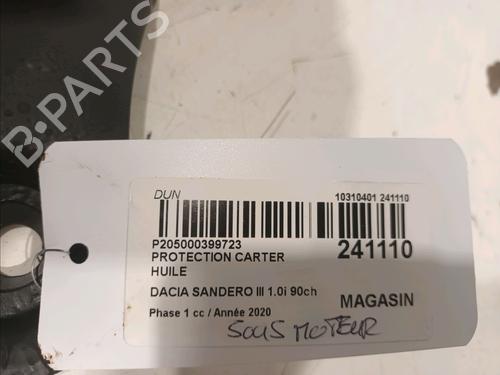 B-PARTS
DUN
10310401 241110
P205000399723
PROTECTION CARTER
HUILE
241110
DACIA SANDERO III 1.0i 90ch
MAGASIN
Phase 1 cc / Année 2020
SOUS MOTEUR